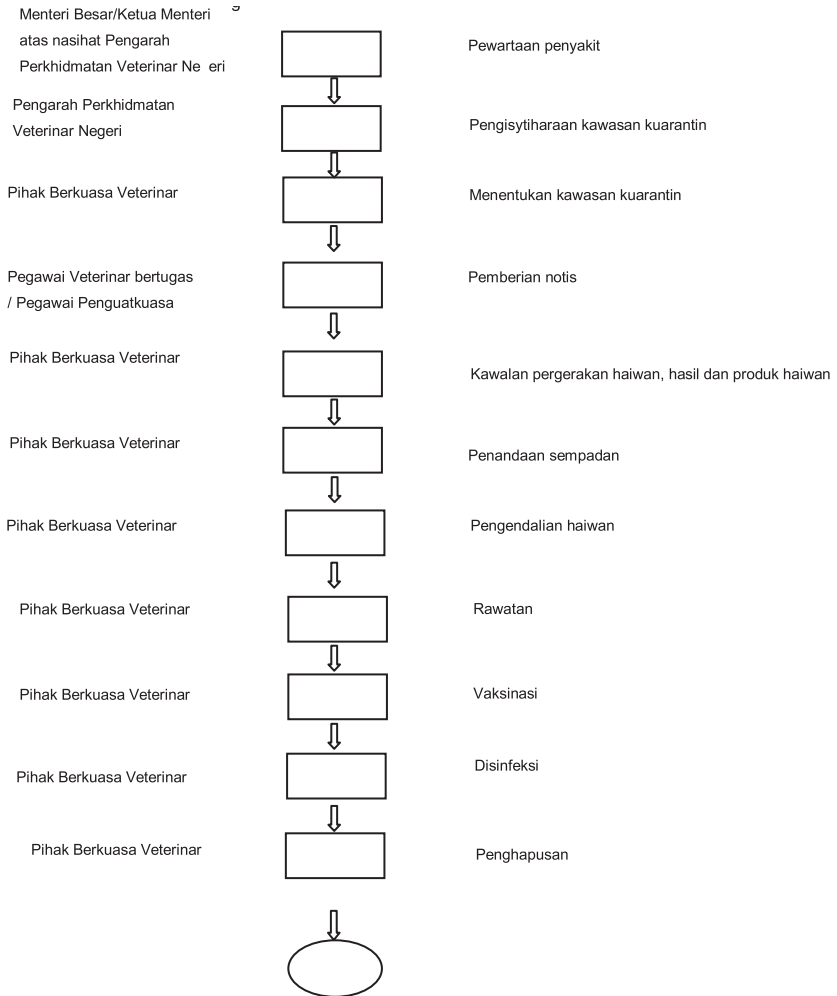 Menteri Besar/Ketua Menteri
atas nasihat Pengarah
Perkhidmatan Veterinar Ne eri
g
Pewartaan penyakit
Pengarah Perkhidmatan
Veterinar Negeri
Pengisytiharaan kawasan kuarantin
Pihak Berkuasa Veterinar
Menentukan kawasan kuarantin
Pegawai Veterinar bertugas
/ Pegawai Penguatkuasa
Pemberian notis
Pihak Berkuasa Veterinar
Kawalan pergerakan haiwan, hasil dan produk haiwan
Pihak Berkuasa Veterinar
Penandaan sempadan
Pihak Berkuasa Veterinar
Pengendalian haiwan
Pihak Berkuasa Veterinar
Rawatan
Pihak Berkuasa Veterinar
Vaksinasi
Pihak Berkuasa Veterinar
Disinfeksi
Pihak Berkuasa Veterinar
Penghapusan